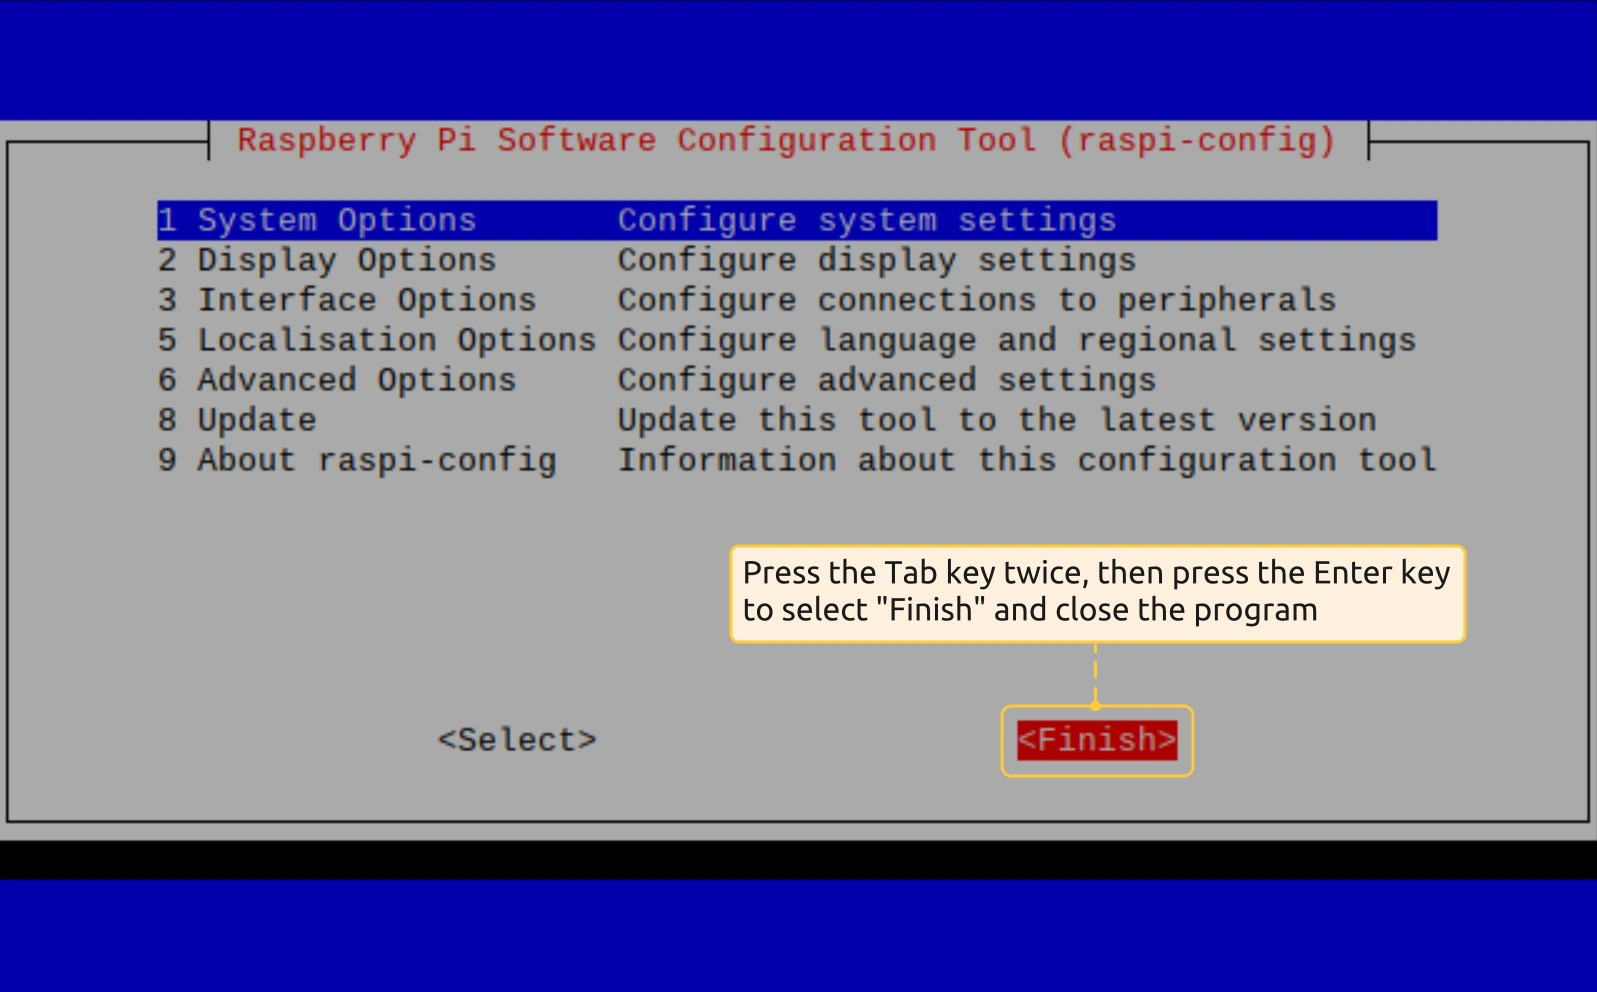 Raspberry Pi Software Configuration Tool (raspi-config)
1 System Options Configure system settings
2 Display Options Configure display settings
3 Interface Options Configure connections to peripherals
5 Localisation Options Configure language and regional settings
6 Advanced Options Configure advanced settings
8 Update Update this tool to the latest version
9 About raspi-config Information about this configuration tool
Press the Tab key twice, then press the Enter key
to select "Finish" and close the program
<Select> <Finish>